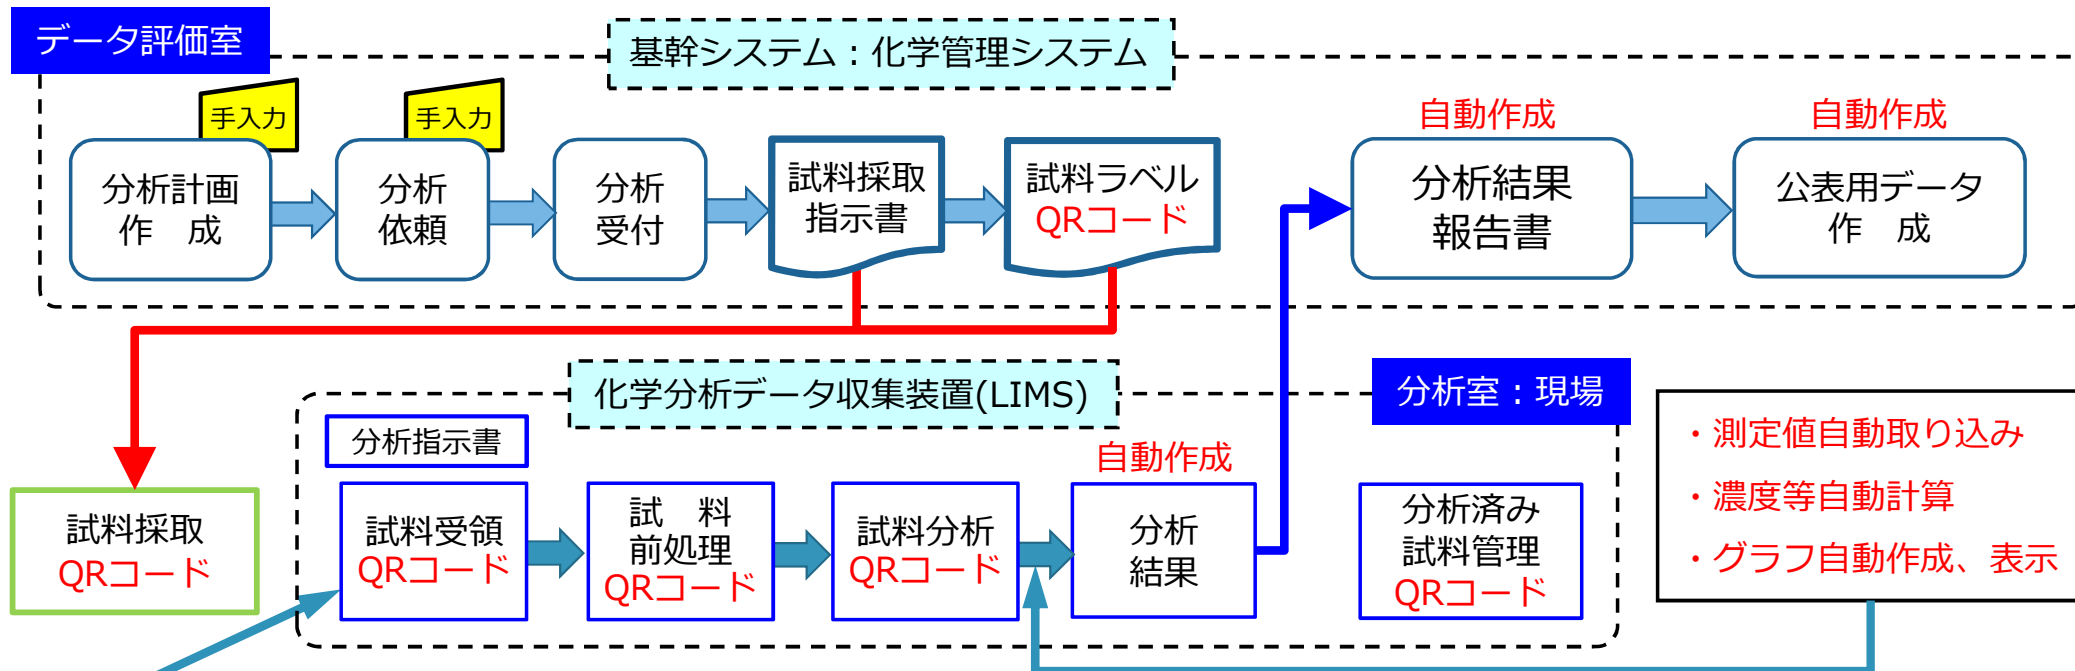 データ評価室
基幹システム：化学管理システム
手入力
手入力
自動作成
自動作成
分析計画
作　成
分析
依頼
分析
受付
試料採取
指示書
試料ラベル
QRコード
分析結果
報告書
公表用データ
作　成
化学分析データ収集装置(LIMS)
分析室：現場
分析指示書
自動作成
試料採取
QRコード
試料受領
QRコード
試　料
前処理
QRコード
試料分析
QRコード
分析
結果
分析済み
試料管理
QRコード
・測定値自動取り込み
・濃度等自動計算
・グラフ自動作成、表示